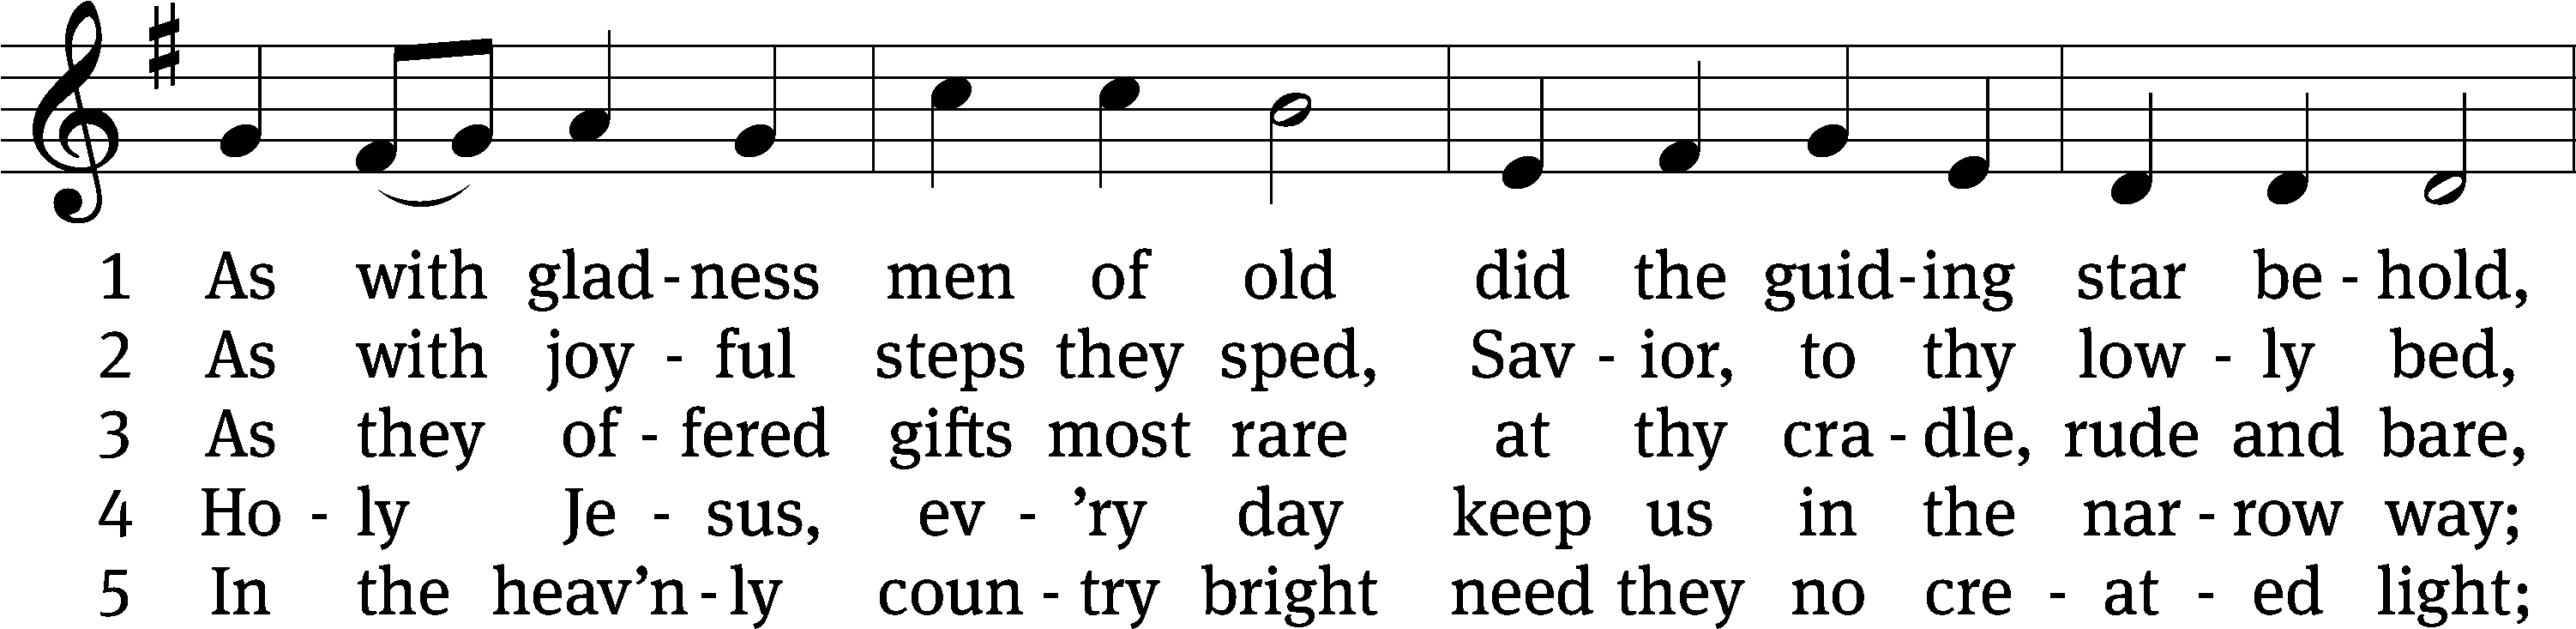 1 As with glad - ness men of old did the guid - ing star be - hold,
2 As with joy - ful steps they sped, Sav - ior, to thy low - ly bed,
3 As they of - fered gifts most rare at thy cra - dle, rude and bare,
4 Ho - ly Je - sus, ev - ’ry day keep us in the nar - row way;
5 In the heav’n - ly coun - try bright need they no cre - at - ed light;